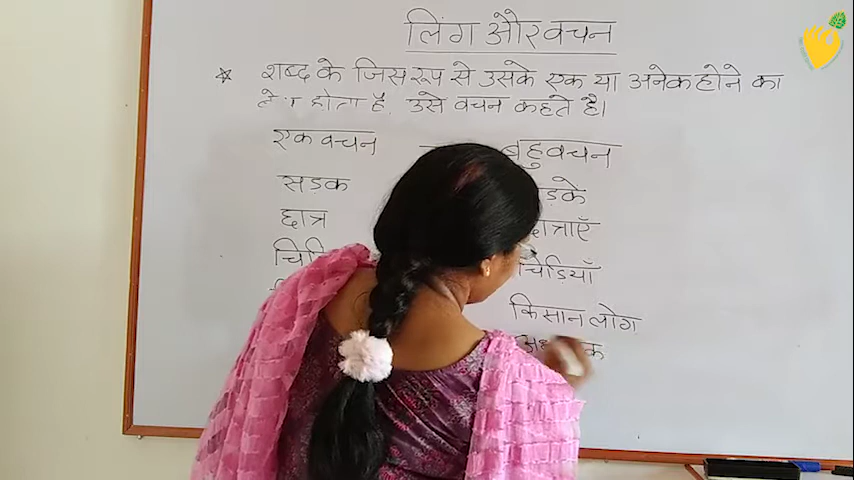 लिंग और वचन
☆ शब्द के जिस रूप से उसके एक या अनेक होने का
होता है, उसे वचन कहते है।
एक वचन बहुवचन
सडक
छात्र
चिड़ियाँ
किसान लोग